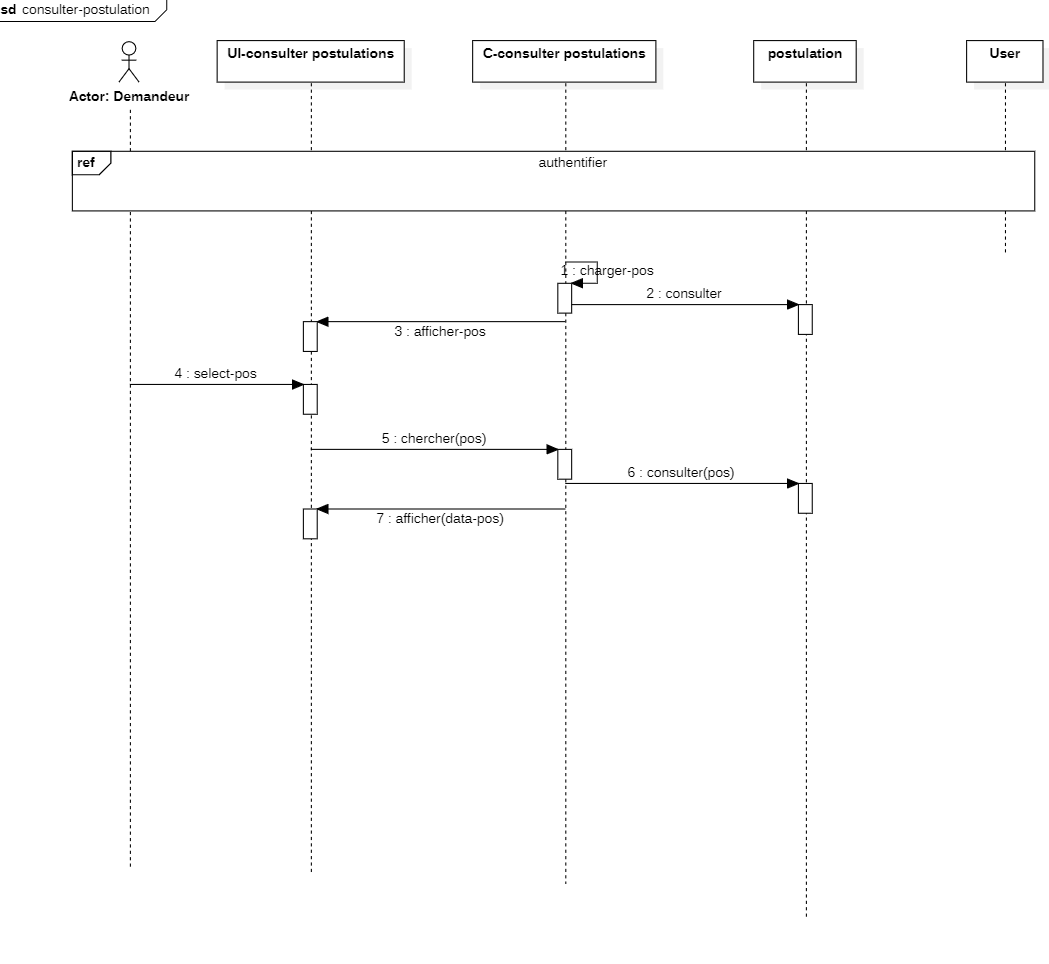 sd consulter-postulation
UI-consulter postulations
C-consulter postulations
postulation
User
Actor: Demandeur
ref
authentifier
1 : charger-pos
2 : consulter
3 : afficher-pos
4 : select-pos
5 : chercher(pos)
6 : consulter(pos)
7 : afficher(data-pos)